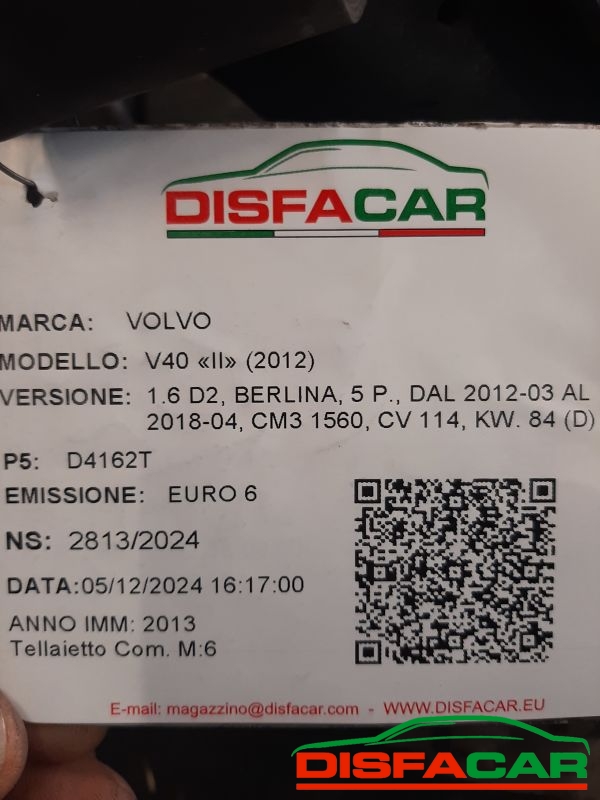 DISFACAR
MARCA: VOLVO
MODELLO: V40 «II» (2012)
VERSIONE: 1.6 D2, BERLINA, 5 P., DAL 2012-03 AL
2018-04, CM3 1560, CV 114, KW. 84 (D)
P5: D4162T
EMISSIONE: EURO 6
NS: 2813/2024
DATA:05/12/2024 16:17:00
ANNO IMM: 2013
Tellaietto Com. M:6
E-mail: magazzino@disfacar.com - WWW.DISFACAR.EU
DISFACAR